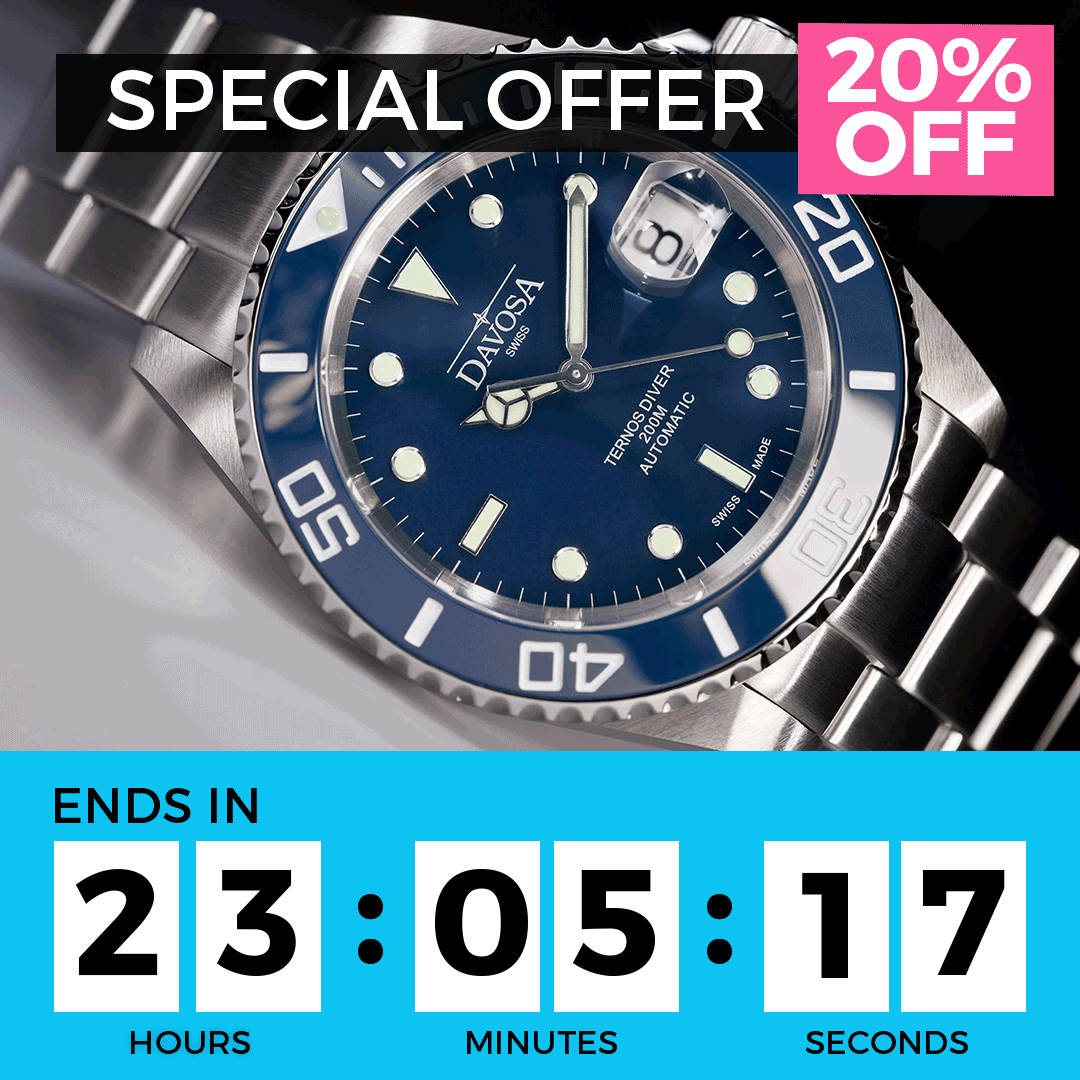 SPECIAL OFFER
20%
OFF
20
8
DAVOSA
SWISS
TERNOS DIVER
200M
AUTOMATIC
SWISS MADE
50
40
30
ENDS IN
23 : 05 : 17
HOURS MINUTES SECONDS